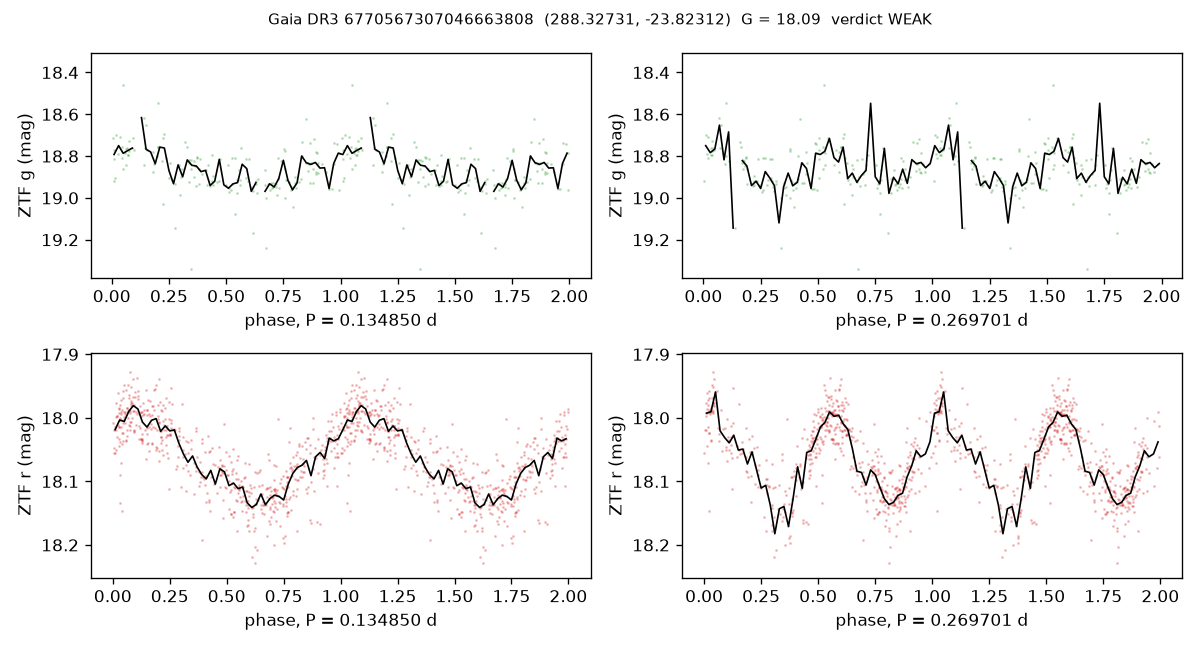 Gaia DR3 6770567307046663808 (288.32731, -23.82312) G = 18.09 verdict WEAK
ZTF g (mag)
18.4
18.6
18.8
19.0
19.2
0.00 0.25 0.50 0.75 1.00 1.25 1.50 1.75 2.00
phase, P = 0.134850 d
ZTF g (mag)
18.4
18.6
18.8
19.0
19.2
0.00 0.25 0.50 0.75 1.00 1.25 1.50 1.75 2.00
phase, P = 0.269701 d
ZTF r (mag)
17.9
18.0
18.1
18.2
0.00 0.25 0.50 0.75 1.00 1.25 1.50 1.75 2.00
phase, P = 0.134850 d
ZTF r (mag)
17.9
18.0
18.1
18.2
0.00 0.25 0.50 0.75 1.00 1.25 1.50 1.75 2.00
phase, P = 0.269701 d